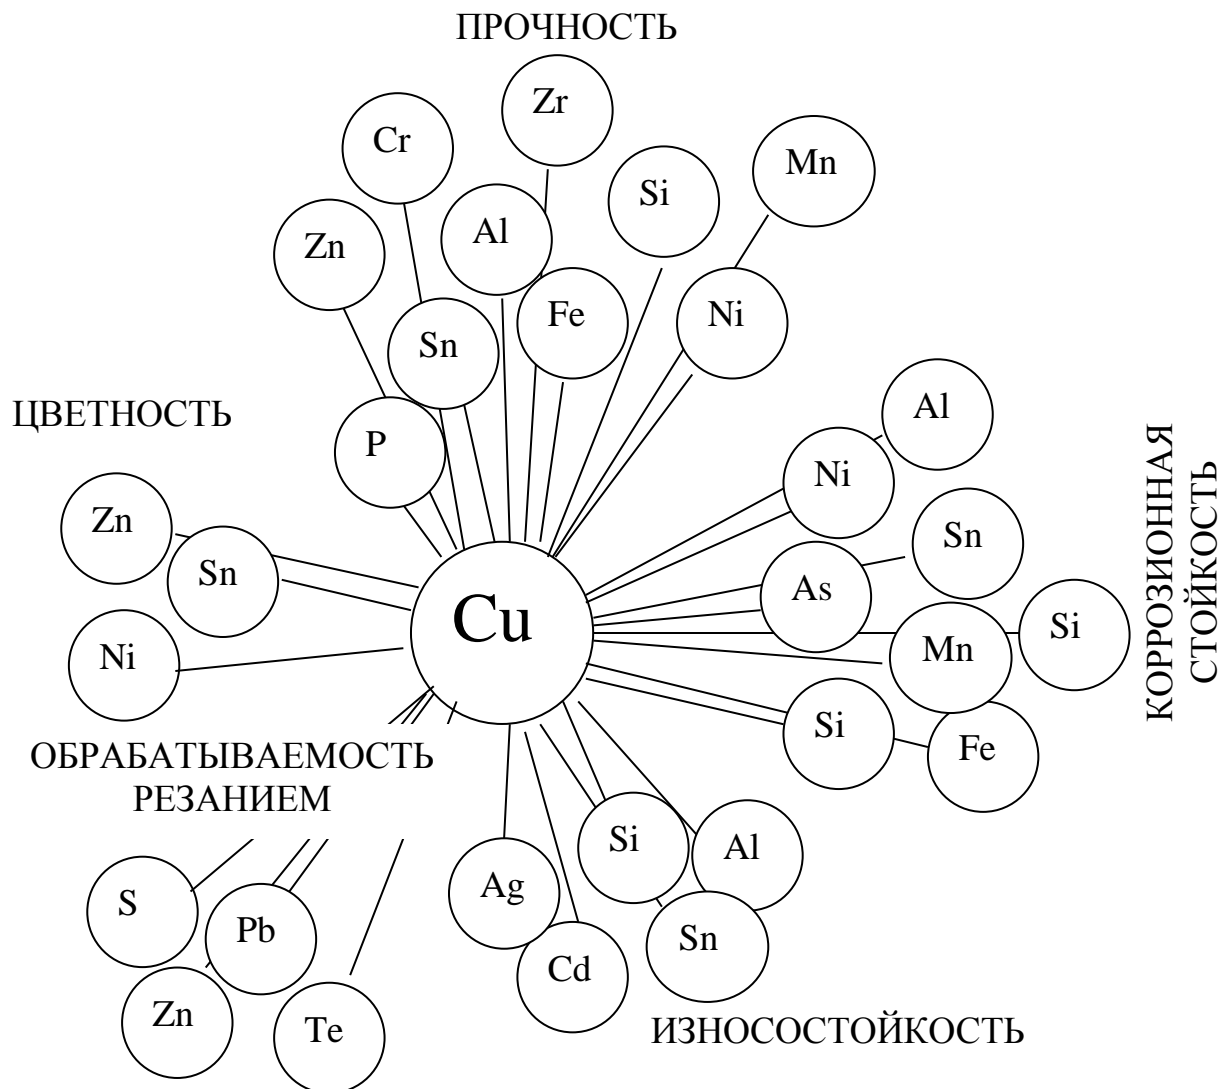 ПРОЧНОСТЬ
Zr
Cr
Mn
Si
Zn
Al
Fe
Ni
Sn
P
ЦВЕТНОСТЬ
Zn
Sn
Ni
Cu
Al
Ni
Sn
As
Si
Mn
Si
Fe
КОРРОЗИОННАЯ
СТОЙКОСТЬ
ОБРАБАТЫВАЕМОСТЬ
РЕЗАНИЕМ
S
Pb
Zn
Te
Si
Al
Ag
Sn
Cd
ИЗНОСОСТОЙКОСТЬ